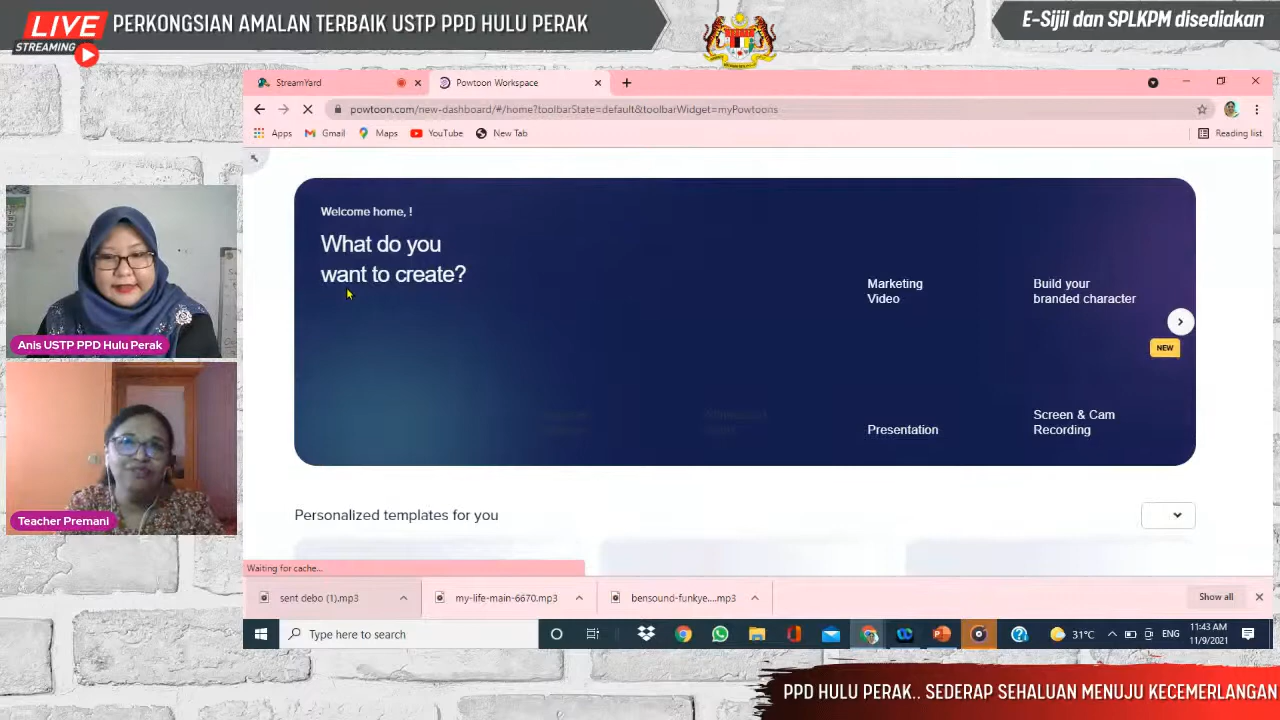 LIVE
STREAMING
PERKONGSIAN AMALAN TERBAIK USTP PPD HULU PERAK
E-Sijil dan SPLKPM disediakan
StreamYard
Powtoon Workspace
powtoon.com/new-dashboard/#/home?toolbarState=default&toolbarWidget=myPowtoons
Apps
Gmail
Maps
YouTube
New Tab
Reading list
Welcome home, !
What do you
want to create?
Marketing
Video
Build your
branded character
NEW
Presentation
Screen & Cam
Recording
Personalized templates for you
Anis USTP PPD Hulu Perak
Teacher Premani
Waiting for cache...
sent debo (1).mp3
my-life-main-6670.mp3
bensound-funkye....mp3
Show all
Type here to search
31°C
ENG
11:43 AM
11/9/2021
PPD HULU PERAK.. SEDERAP SEHALUAN MENUJU KECEMERLANGAN